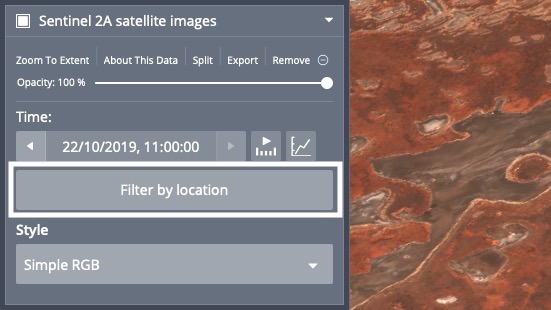 Sentinel 2A satellite images
Zoom To Extent About This Data Split Export Remove
Opacity: 100 %
Time:
22/10/2019, 11:00:00
Filter by location
Style
Simple RGB